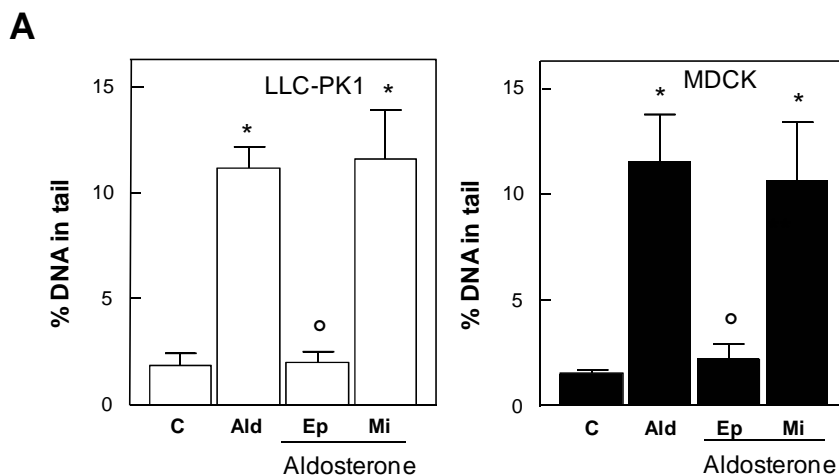 A
LLC-PK1
% DNA in tail
15
10
5
0
* *
°
C Ald Ep Mi
Aldosterone
MDCK
% DNA in tail
15
10
5
0
* *
°
C Ald Ep Mi
Aldosterone